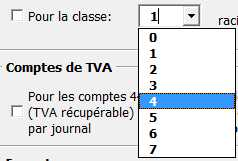 Pour la classe: 1
raci
0
1
2
3
4
5
6
7
Comptes de TVA
Pour les comptes 4
(TVA récupérable)
par journal